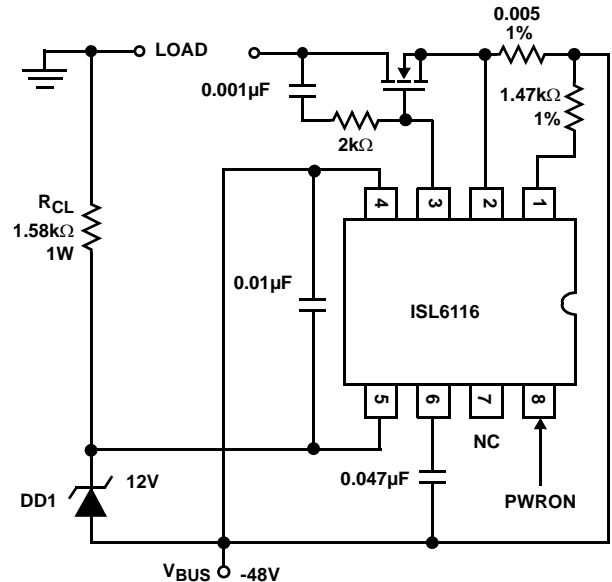 0.005
1%
LOAD
0.001µF
1.47kΩ
1%
2kΩ
RCL
1.58kΩ
1W
4
3
2
1
0.01µF
ISL6116
5
6
7
8
NC
12V
DD1
0.047µF
PWRON
VBUS -48V